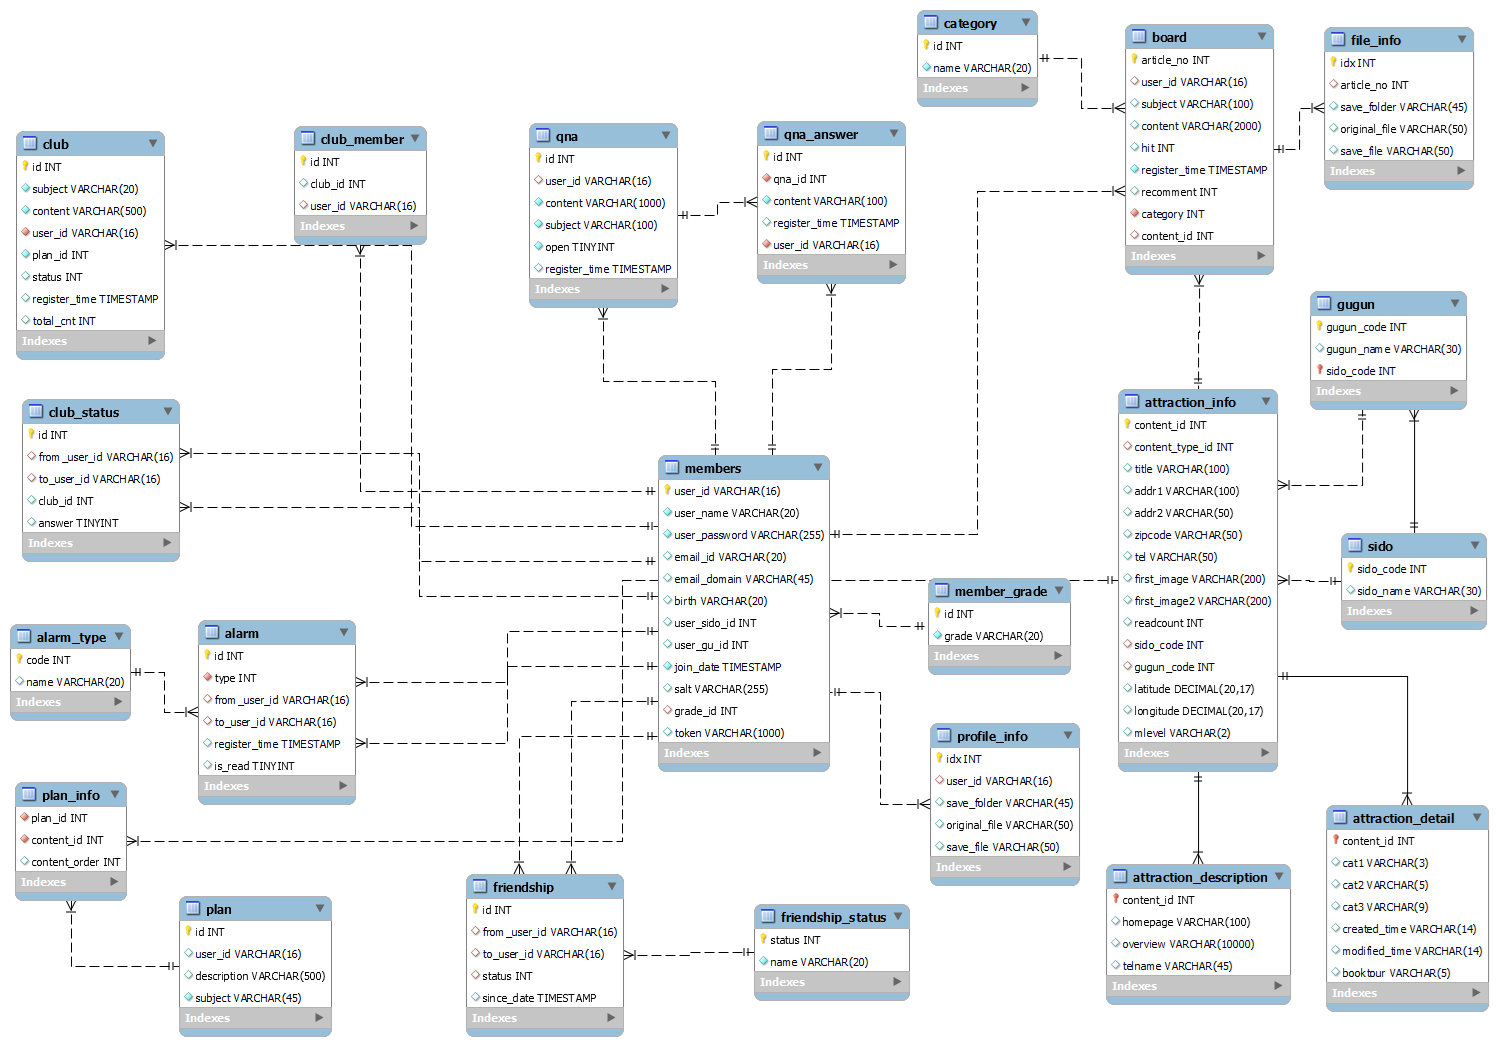 category
id INT
name VARCHAR(20)
Indexes
board
article_no INT
user_id VARCHAR(16)
subject VARCHAR(100)
content VARCHAR(2000)
hit INT
register_time TIMESTAMP
recomment INT
category INT
content_id INT
Indexes
file_info
idx INT
article_no INT
save_folder VARCHAR(45)
original_file VARCHAR(50)
save_file VARCHAR(50)
Indexes
club
id INT
subject VARCHAR(20)
content VARCHAR(500)
user_id VARCHAR(16)
plan_id INT
status INT
register_time TIMESTAMP
total_cnt INT
Indexes
club_member
id INT
club_id INT
user_id VARCHAR(16)
Indexes
qna
id INT
user_id VARCHAR(16)
content VARCHAR(1000)
subject VARCHAR(100)
open TINYINT
register_time TIMESTAMP
Indexes
qna_answer
id INT
qna_id INT
content VARCHAR(100)
register_time TIMESTAMP
user_id VARCHAR(16)
Indexes
gugun
gugun_code INT
gugun_name VARCHAR(30)
sido_code INT
Indexes
club_status
id INT
from_user_id VARCHAR(16)
to_user_id VARCHAR(16)
club_id INT
answer TINYINT
Indexes
members
user_id VARCHAR(16)
user_name VARCHAR(20)
user_password VARCHAR(255)
email_id VARCHAR(20)
email_domain VARCHAR(45)
birth VARCHAR(20)
user_sido_id INT
user_gu_id INT
join_date TIMESTAMP
salt VARCHAR(255)
grade_id INT
token VARCHAR(1000)
Indexes
attraction_info
content_id INT
content_type_id INT
title VARCHAR(100)
addr1 VARCHAR(100)
addr2 VARCHAR(50)
zipcode VARCHAR(50)
tel VARCHAR(50)
first_image VARCHAR(200)
first_image2 VARCHAR(200)
readcount INT
sido_code INT
gugun_code INT
latitude DECIMAL(20,17)
longitude DECIMAL(20,17)
mlevel VARCHAR(2)
Indexes
sido
sido_code INT
sido_name VARCHAR(30)
Indexes
member_grade
id INT
grade VARCHAR(20)
Indexes
alarm_type
code INT
name VARCHAR(20)
Indexes
alarm
id INT
type INT
from_user_id VARCHAR(16)
to_user_id VARCHAR(16)
register_time TIMESTAMP
is_read TINYINT
Indexes
profile_info
idx INT
user_id VARCHAR(16)
save_folder VARCHAR(45)
original_file VARCHAR(50)
save_file VARCHAR(50)
Indexes
plan_info
plan_id INT
content_id INT
content_order INT
Indexes
plan
id INT
user_id VARCHAR(16)
description VARCHAR(500)
subject VARCHAR(45)
Indexes
friendship
id INT
from_user_id VARCHAR(16)
to_user_id VARCHAR(16)
status INT
since_date TIMESTAMP
Indexes
friendship_status
status INT
name VARCHAR(20)
Indexes
attraction_description
content_id INT
homepage VARCHAR(100)
overview VARCHAR(10000)
telname VARCHAR(45)
Indexes
attraction_detail
content_id INT
cat1 VARCHAR(3)
cat2 VARCHAR(5)
cat3 VARCHAR(9)
created_time VARCHAR(14)
modified_time VARCHAR(14)
booktour VARCHAR(5)
Indexes